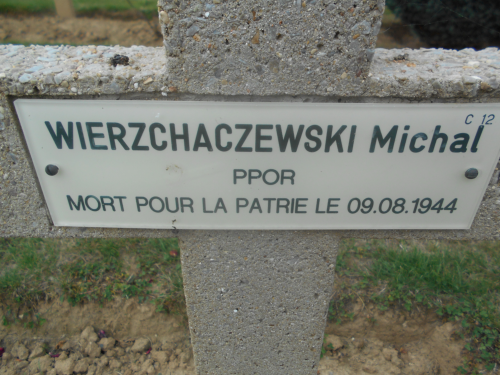 C 12
WIERZCHACZEWSKI Michal
PPOR
MORT POUR LA PATRIE LE 09.08.1944